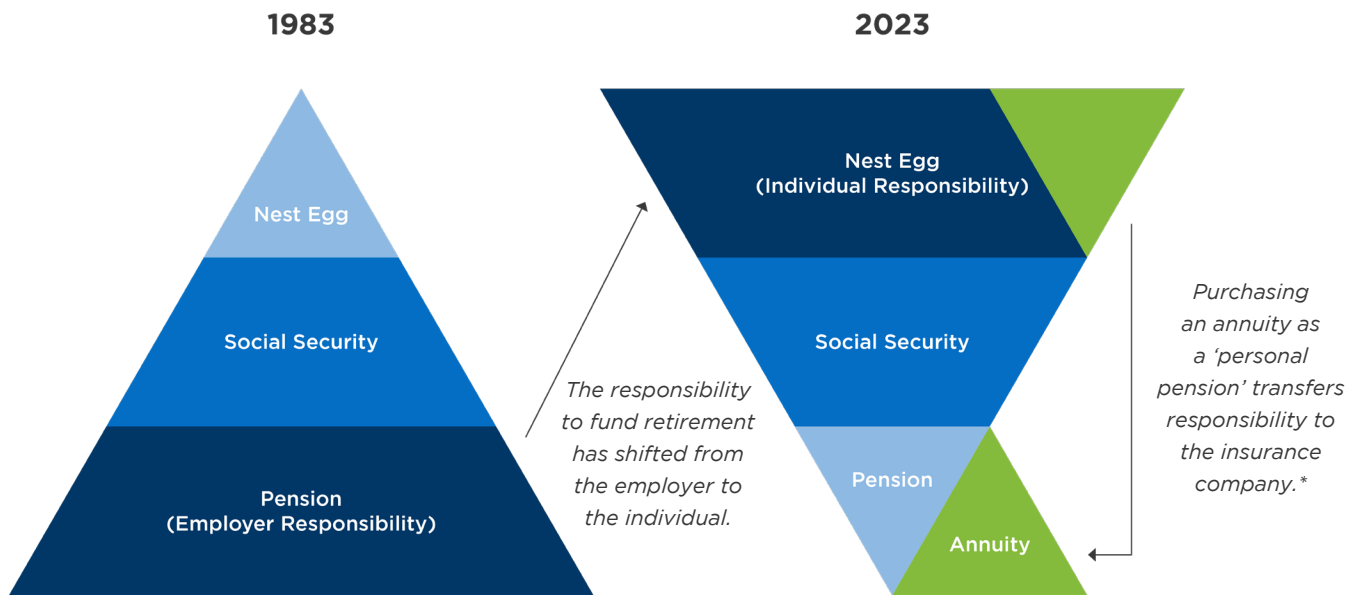 1983
2023
Nest Egg
Social Security
Pension
(Employer Responsibility)
The responsibility
to fund retirement
has shifted from
the employer to
the individual.
Nest Egg
(Individual Responsibility)
Social Security
Pension
Annuity
Purchasing
an annuity as
a ‘personal
pension’ transfers
responsibility to
the insurance
company.*